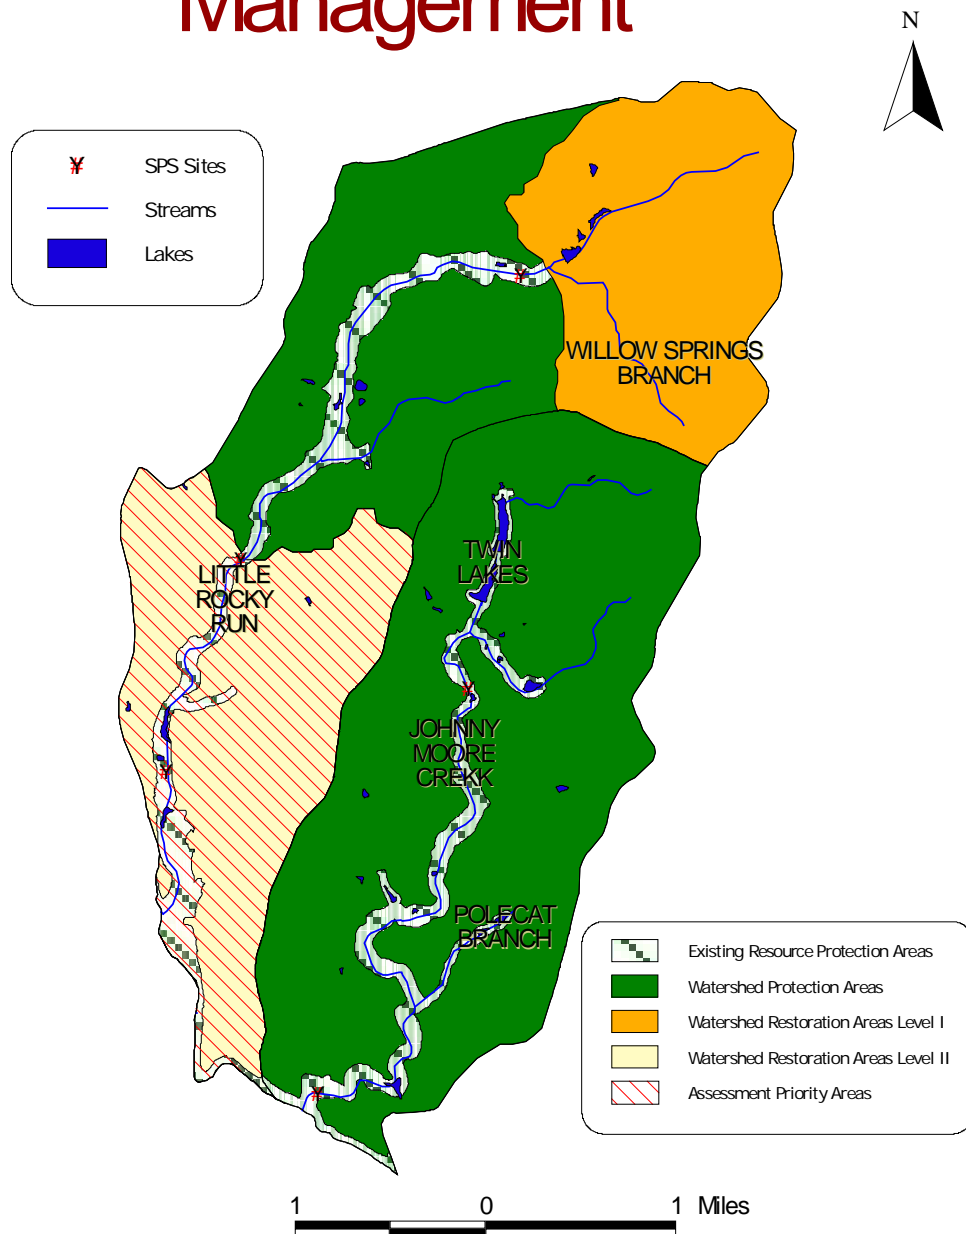 Management
N
SPS Sites
Streams
Lakes
WILLOW SPRINGS
BRANCH
TWIN
LAKES
LITTLE
ROCKY
RUN
JOHNNY
MOORE
CREKK
POLECAT
BRANCH
Existing Resource Protection Areas
Watershed Protection Areas
Watershed Restoration Areas Level I
Watershed Restoration Areas Level II
Assessment Priority Areas
1 0 1 Miles